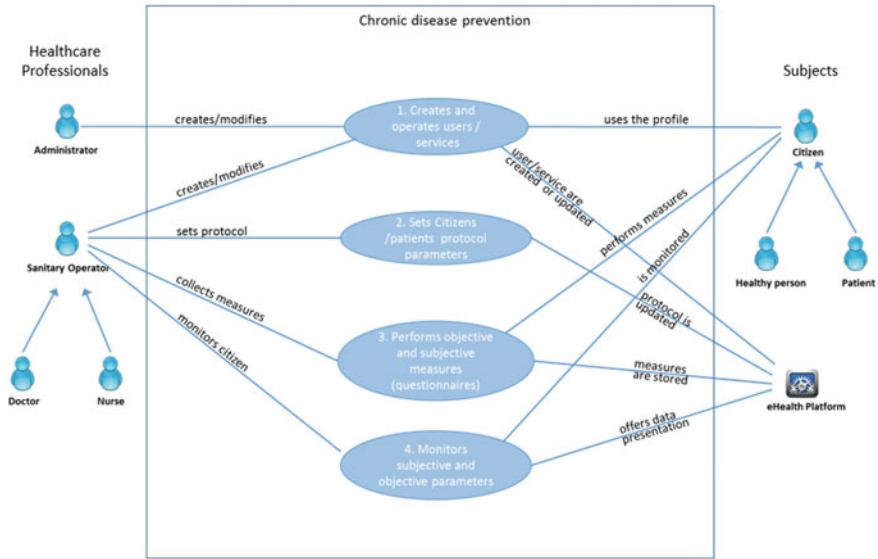 Chronic disease prevention
Healthcare
Professionals
Subjects
Administrator
creates/modifies
1. Creates and
operates users /
services
uses the profile
Citizen
creates/modifies
user/service are
created or updated
performs measures
Sanitary Operator
sets protocol
2. Sets Citizens
/patients protocol
parameters
is monitored
Healthy person
Patient
collects measures
protocol is
updated
monitors citizen
3. Performs objective
and subjective
measures
(questionnaires)
measures
are stored
Doctor
Nurse
eHealth Platform
4. Monitors
subjective and
objective parameters
offers data
presentation